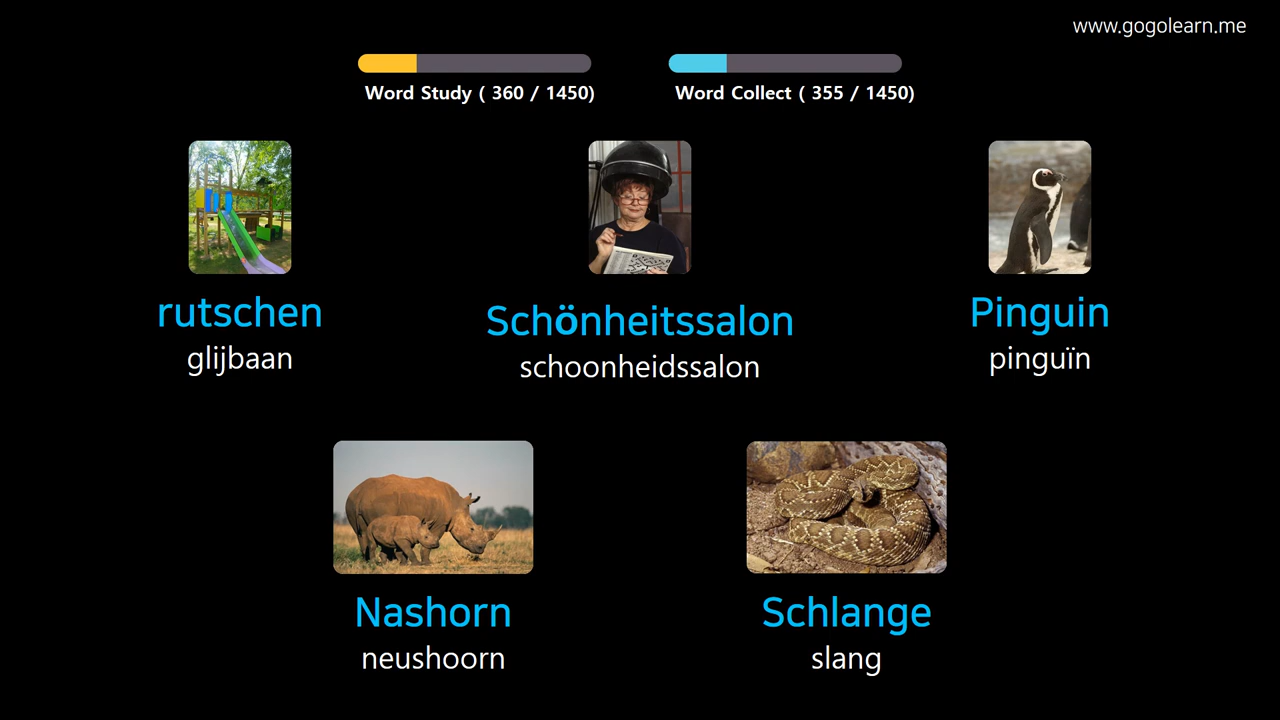 www.gogolearn.me
Word Study ( 360 / 1450)
Word Collect ( 355 / 1450)
rutschen
glijbaan
Schönheitssalon
schoonheidssalon
Pinguin
pinguïn
Nashorn
neushoorn
Schlange
slang